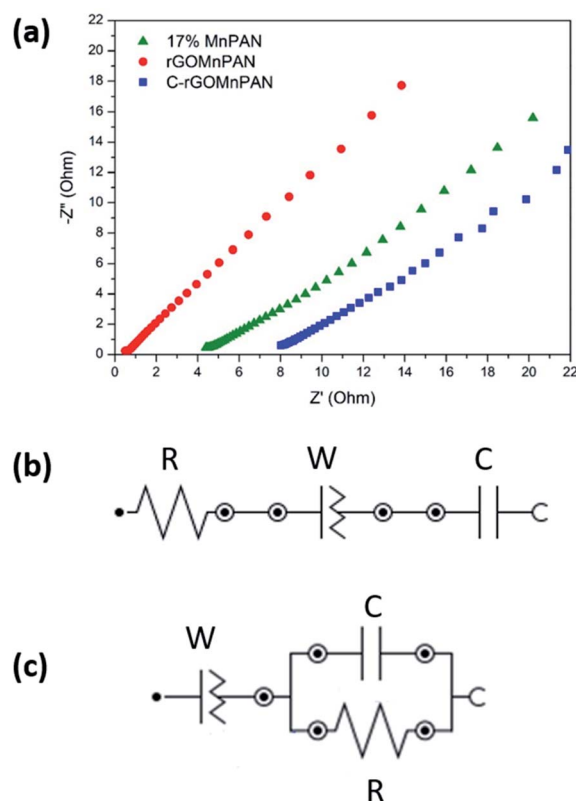 (a)
22
20
18
16
14
12
10
8
6
4
2
0
-Z" (Ohm)
17% MnPAN
rGOMnPAN
C-rGOMnPAN
0 2 4 6 8 10 12 14 16 18 20 22
Z' (Ohm)
(b)
R W C
(c)
W C
R